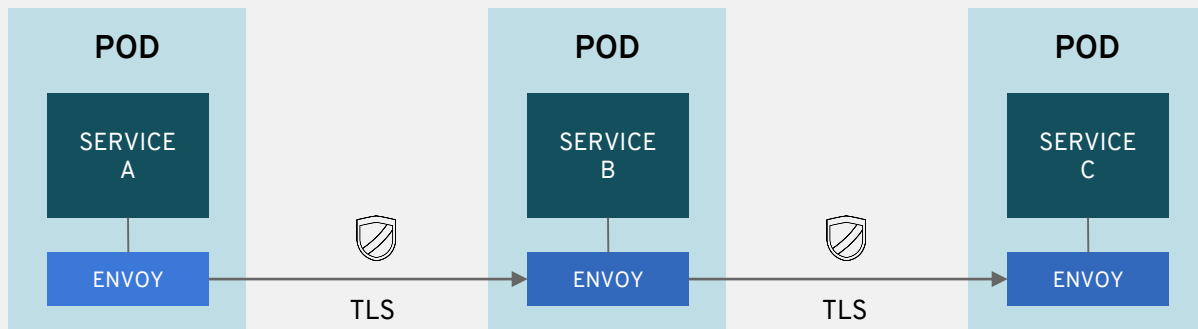 POD
POD
POD
SERVICE
A
SERVICE
B
SERVICE
C
ENVOY
TLS
ENVOY
TLS
ENVOY